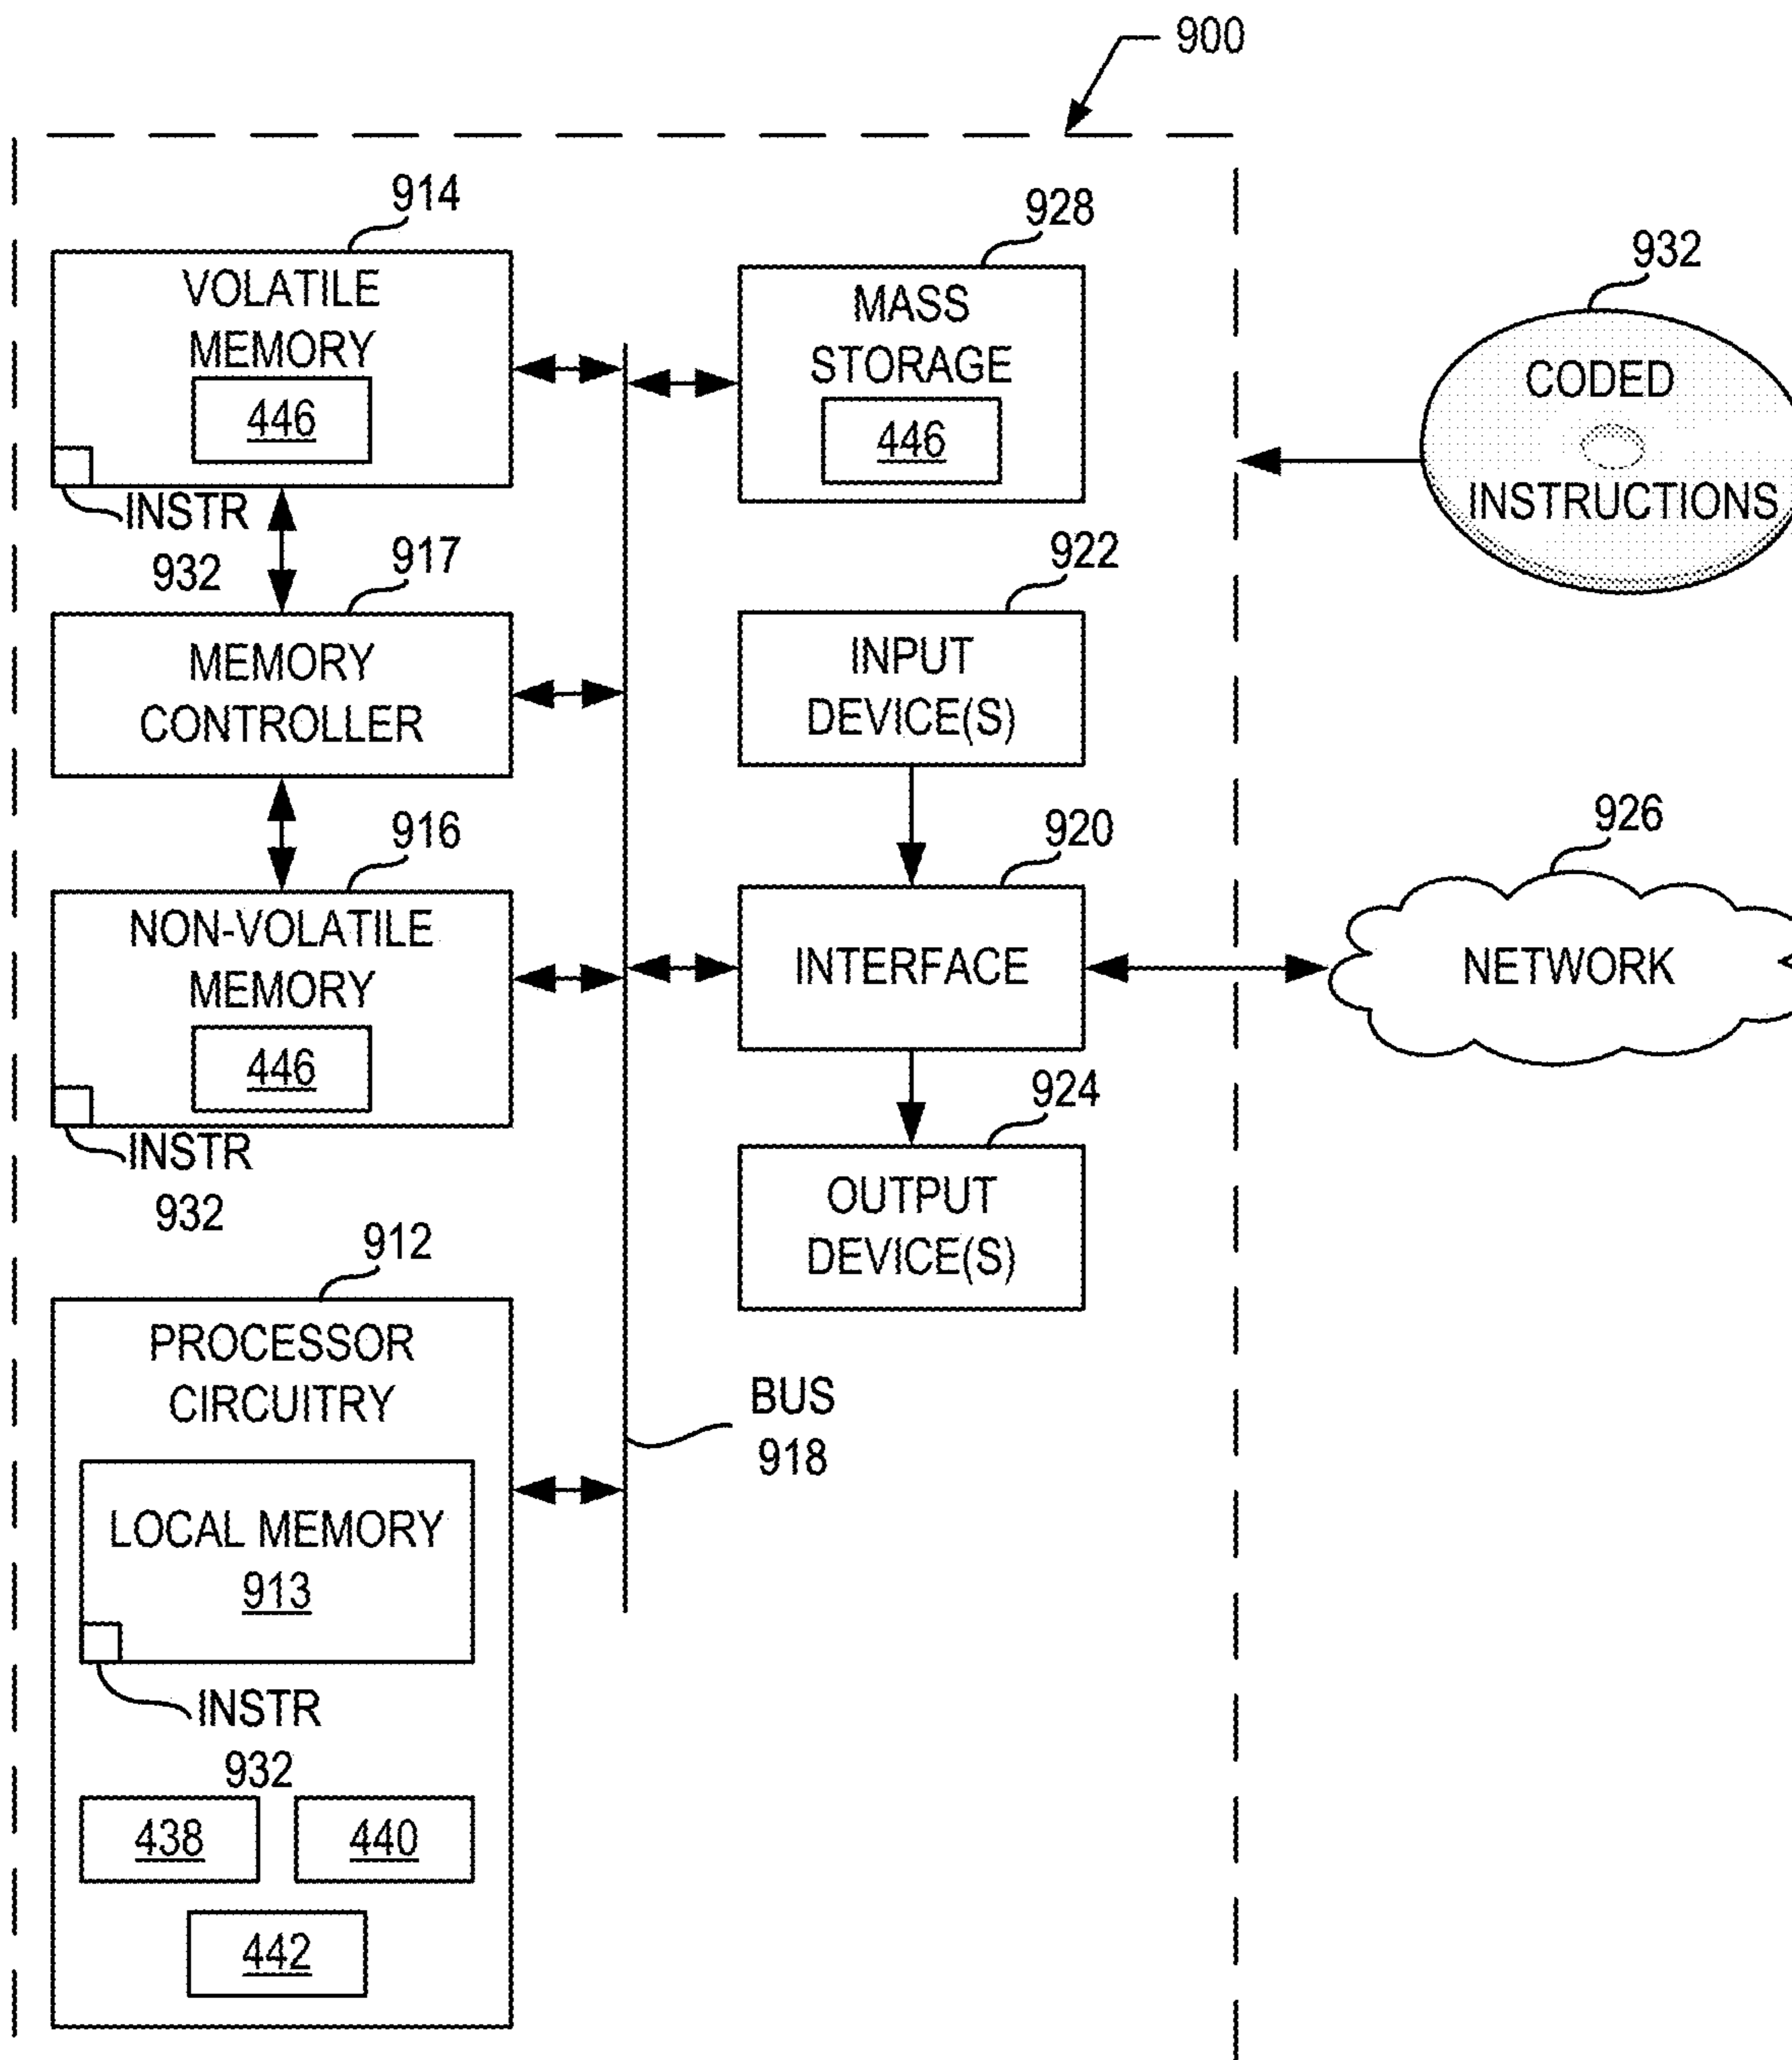 900
914
VOLATILE
MEMORY
446
INSTR
932
928
MASS
STORAGE
446
932
CODED
INSTRUCTIONS
917
MEMORY
CONTROLLER
922
INPUT
DEVICE(S)
916
NON-VOLATILE
MEMORY
446
INSTR
932
920
INTERFACE
926
NETWORK
924
OUTPUT
DEVICE(S)
912
PROCESSOR
CIRCUITRY
LOCAL MEMORY
913
INSTR
932
438
440
442
BUS
918